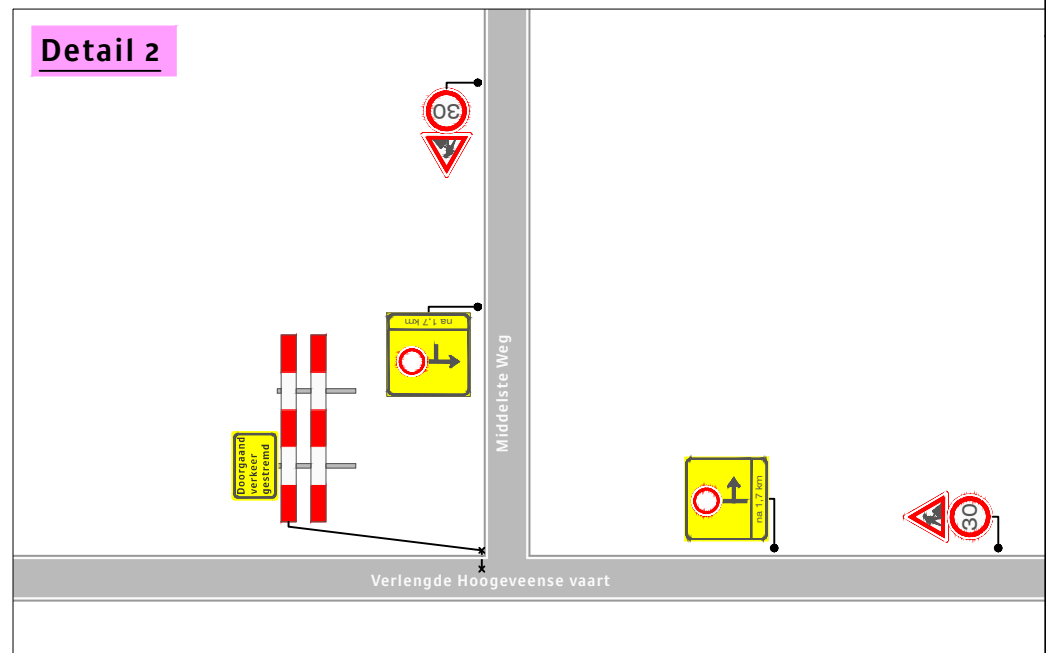 Detail 2
30
na 1,7 km
Middelste Weg
Doorgaand
verkeer
gestremd
na 1,7 km
30
Verlengde Hoogeveense vaart